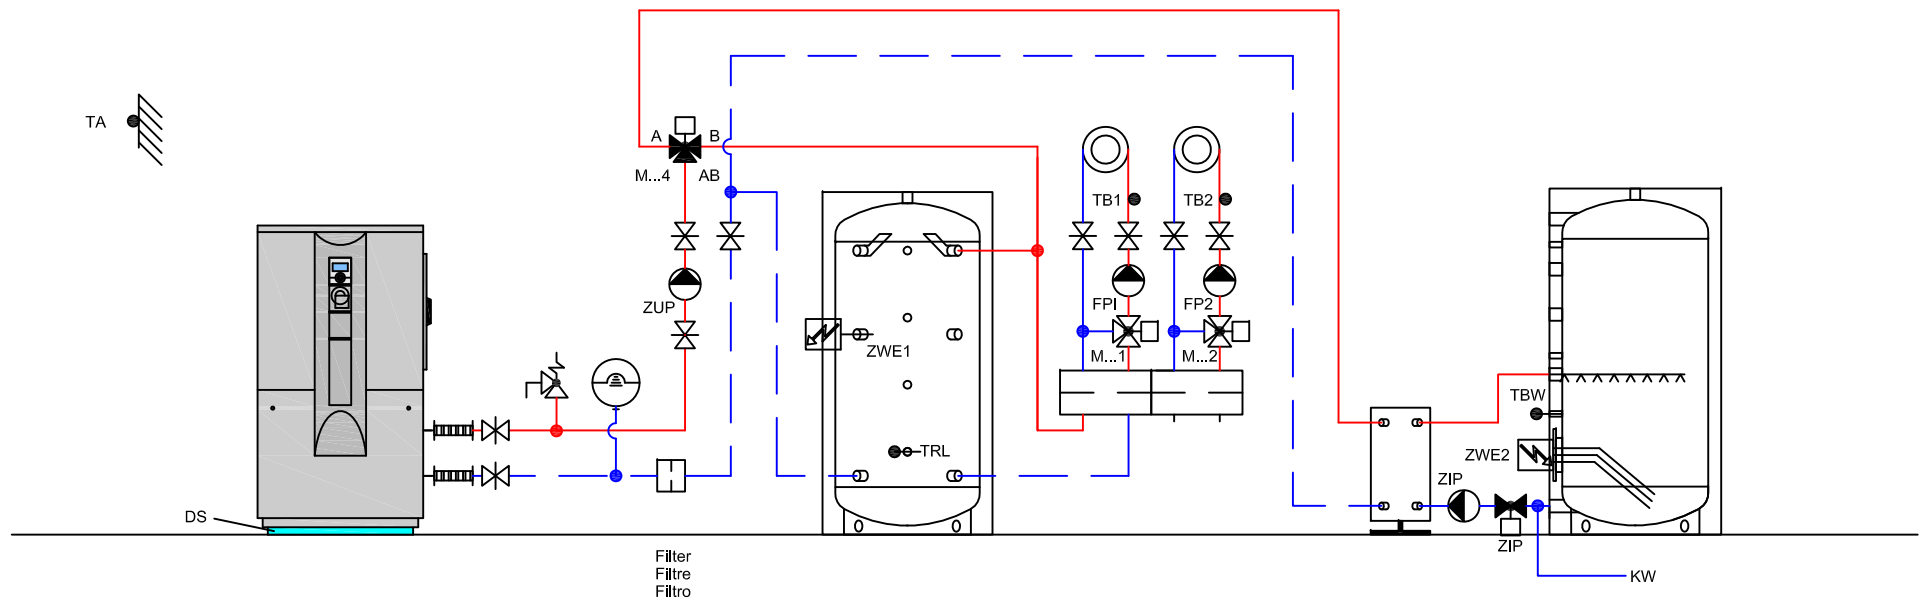 TA
A
B
M...4
AB
TB1
TB2
ZUP
FPI
FP2
M...1
M...2
ZWE1
TRL
TBW
ZWE2
ZIP
ZIP
DS
KW
Filter
Filtre
Filtro